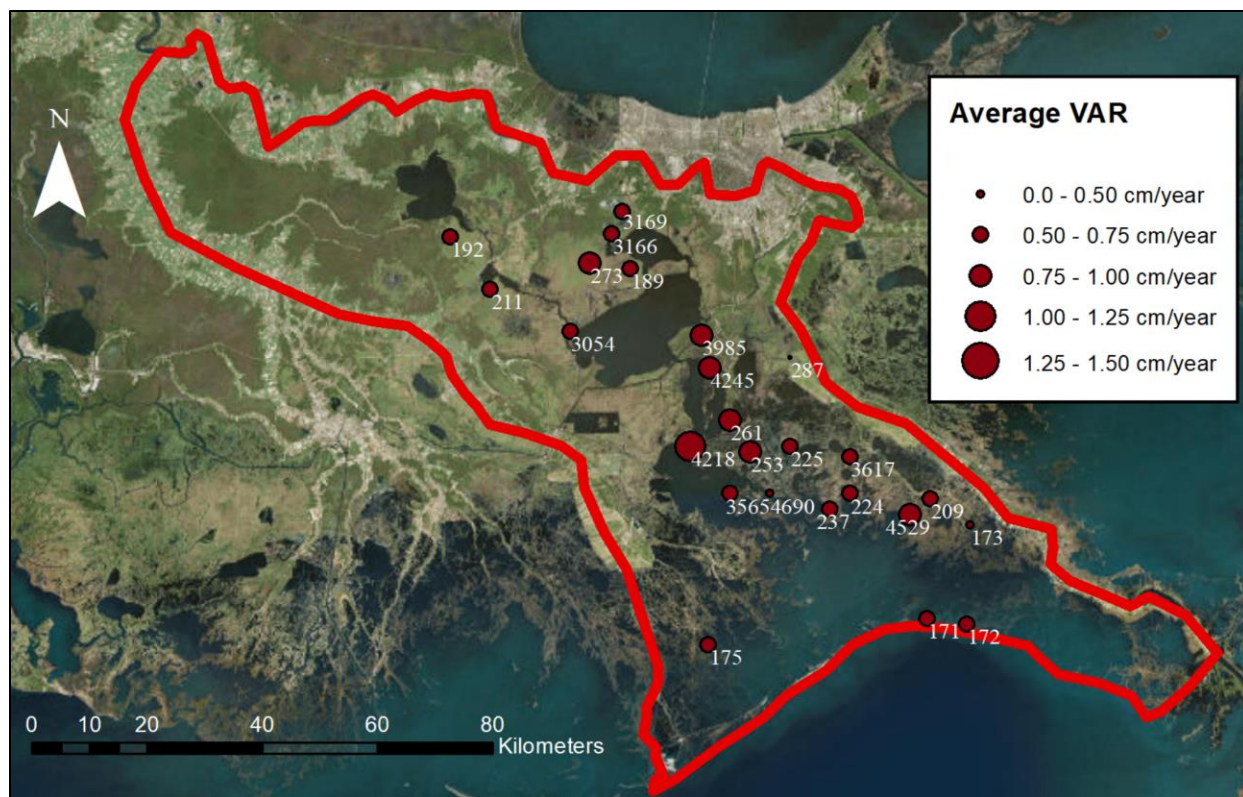 N
Average VAR
0.0 - 0.50 cm/year
0.50 - 0.75 cm/year
0.75 - 1.00 cm/year
1.00 - 1.25 cm/year
1.25 - 1.50 cm/year
3169
192
3166
273
189
211
3054
3985
287
4245
261
4218
253
225
3617
3565
4690
224
237
209
4529
173
171
172
175
0 10 20 40 60 80
Kilometers